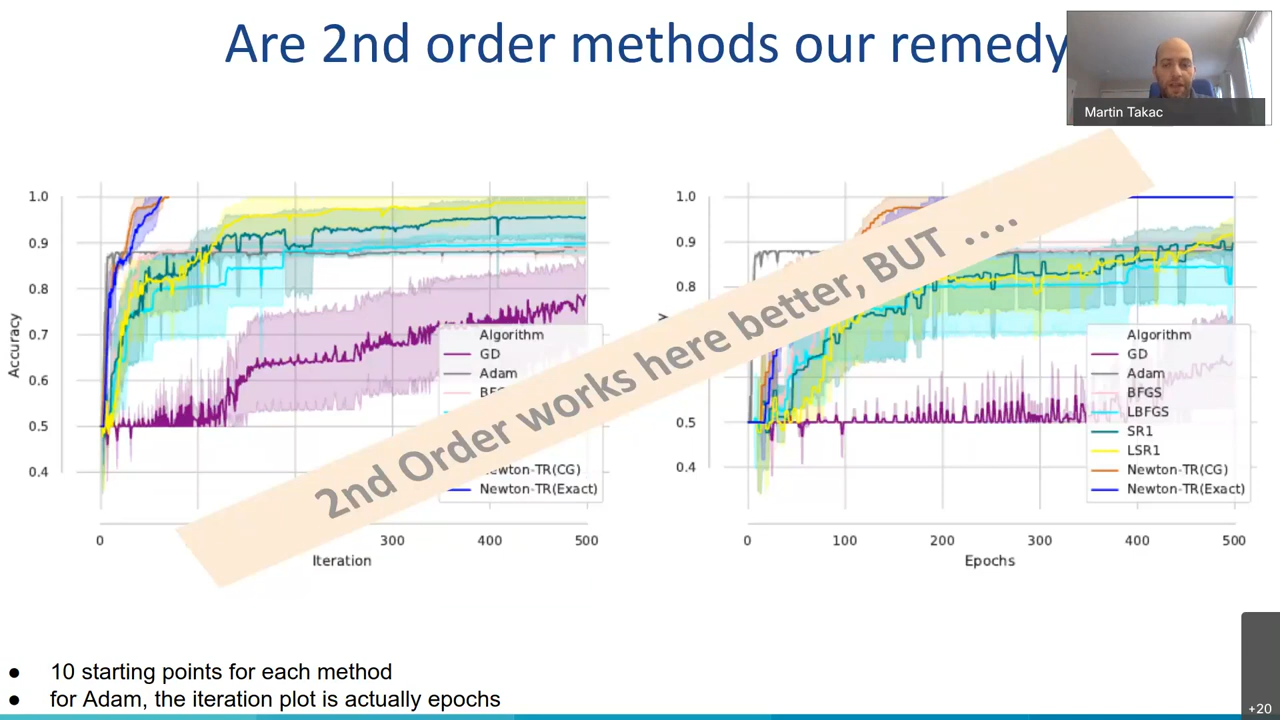 Are 2nd order methods our remedy
Martin Takac
1.0
0.9
0.8
0.7
0.6
0.5
0.4
Accuracy
0
300
400
500
Iteration
Algorithm
GD
Adam
Newton-TR(CG)
Newton-TR(Exact)
2nd Order works here better, BUT ....
1.0
0.9
0.8
0.5
0.4
0
100
200
300
400
500
Epochs
Algorithm
GD
Adam
BFGS
LBFGS
SR1
LSR1
Newton-TR(CG)
Newton-TR(Exact)
● 10 starting points for each method
● for Adam, the iteration plot is actually epochs
+20